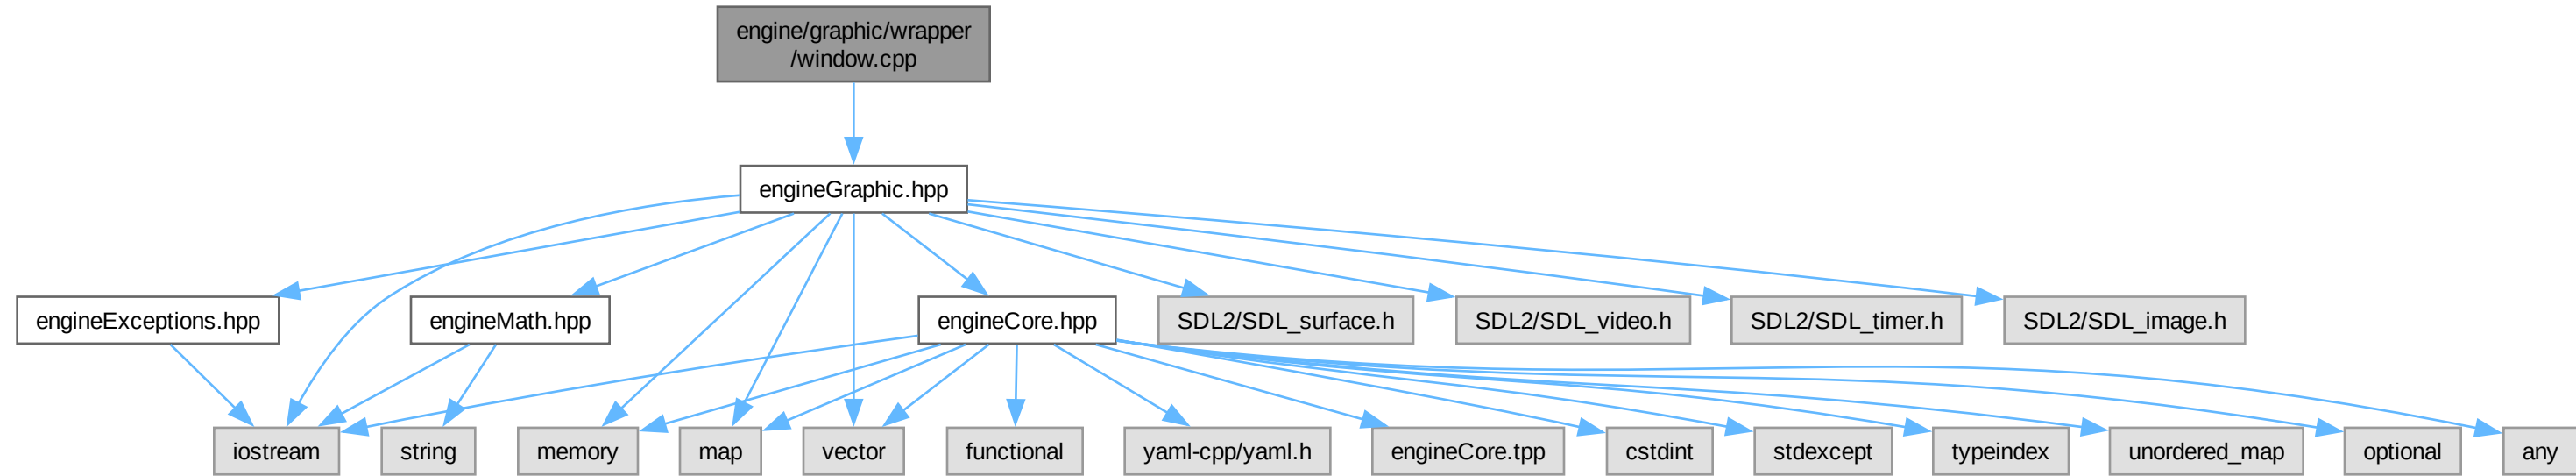 engine/graphic/wrapper
/window.cpp
engineGraphic.hpp
engineExceptions.hpp
engineMath.hpp
engineCore.hpp
SDL2/SDL_surface.h
SDL2/SDL_video.h
SDL2/SDL_timer.h
SDL2/SDL_image.h
iostream
string
memory
map
vector
functional
yaml-cpp/yaml.h
engineCore.tpp
cstdint
stdexcept
typeindex
unordered_map
optional
any